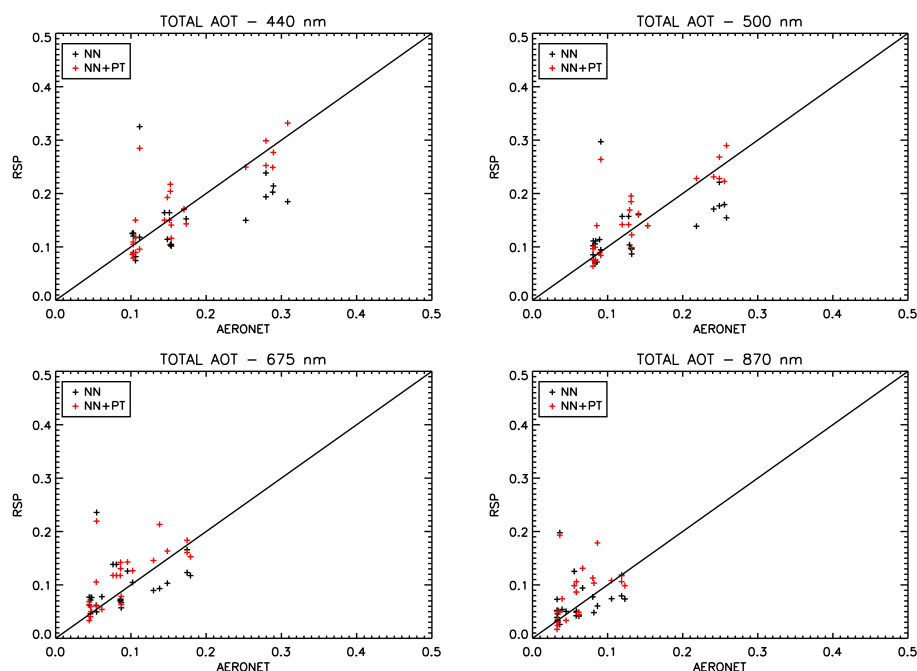 TOTAL AOT − 440 nm
0.5
0.4
0.3
0.2
0.1
0.0
RSP
NN
NN+PT
0.0 0.1 0.2 0.3 0.4 0.5
AERONET
TOTAL AOT − 500 nm
0.5
0.4
0.3
0.2
0.1
0.0
RSP
NN
NN+PT
0.0 0.1 0.2 0.3 0.4 0.5
AERONET
TOTAL AOT − 675 nm
0.5
0.4
0.3
0.2
0.1
0.0
RSP
NN
NN+PT
0.0 0.1 0.2 0.3 0.4 0.5
AERONET
TOTAL AOT − 870 nm
0.5
0.4
0.3
0.2
0.1
0.0
RSP
NN
NN+PT
0.0 0.1 0.2 0.3 0.4 0.5
AERONET